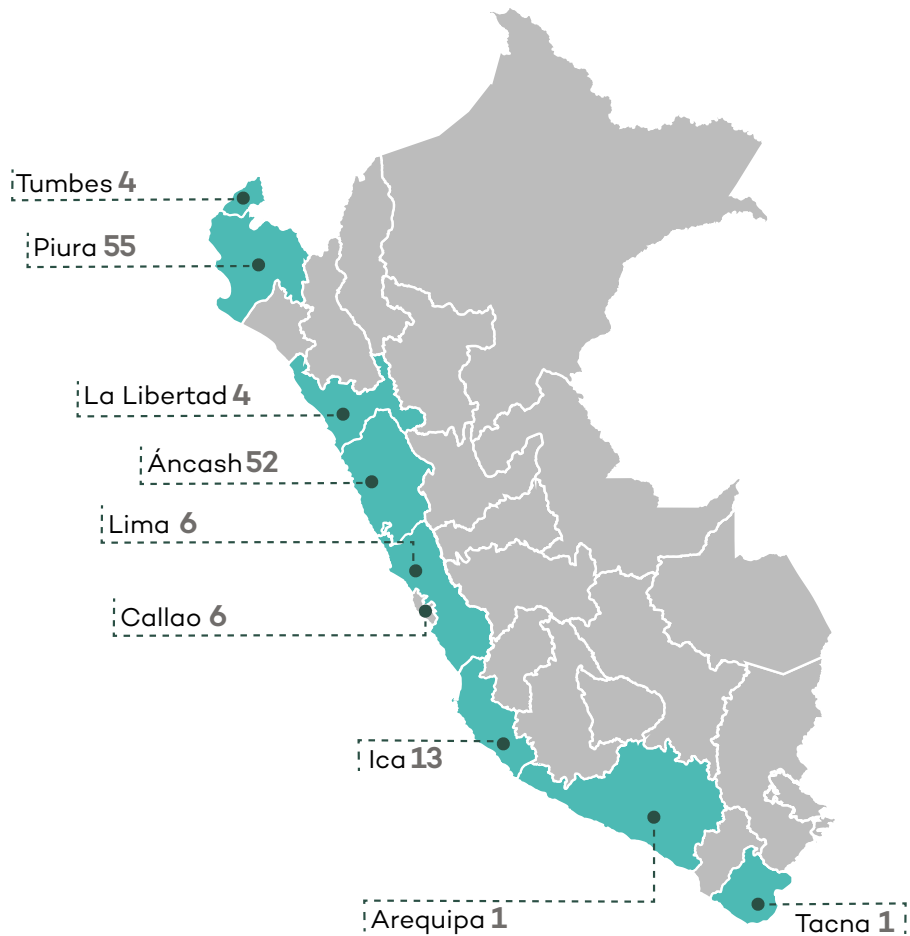 Tumbes 4
Piura 55
La Libertad 4
Áncash 52
Lima 6
Callao 6
Ica 13
Arequipa 1
Tacna 1